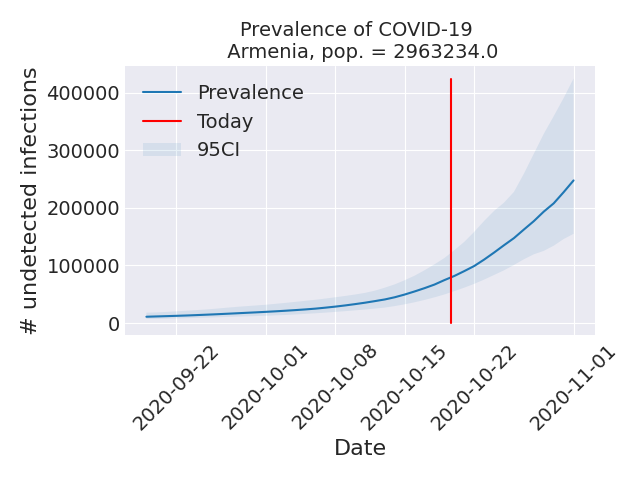 Prevalence of COVID-19
Armenia, pop. = 2963234.0
Prevalence
Today
95CI
# undetected infections
400000
300000
200000
100000
0
2020-09-22
2020-10-01
2020-10-08
2020-10-15
2020-10-22
2020-11-01
Date